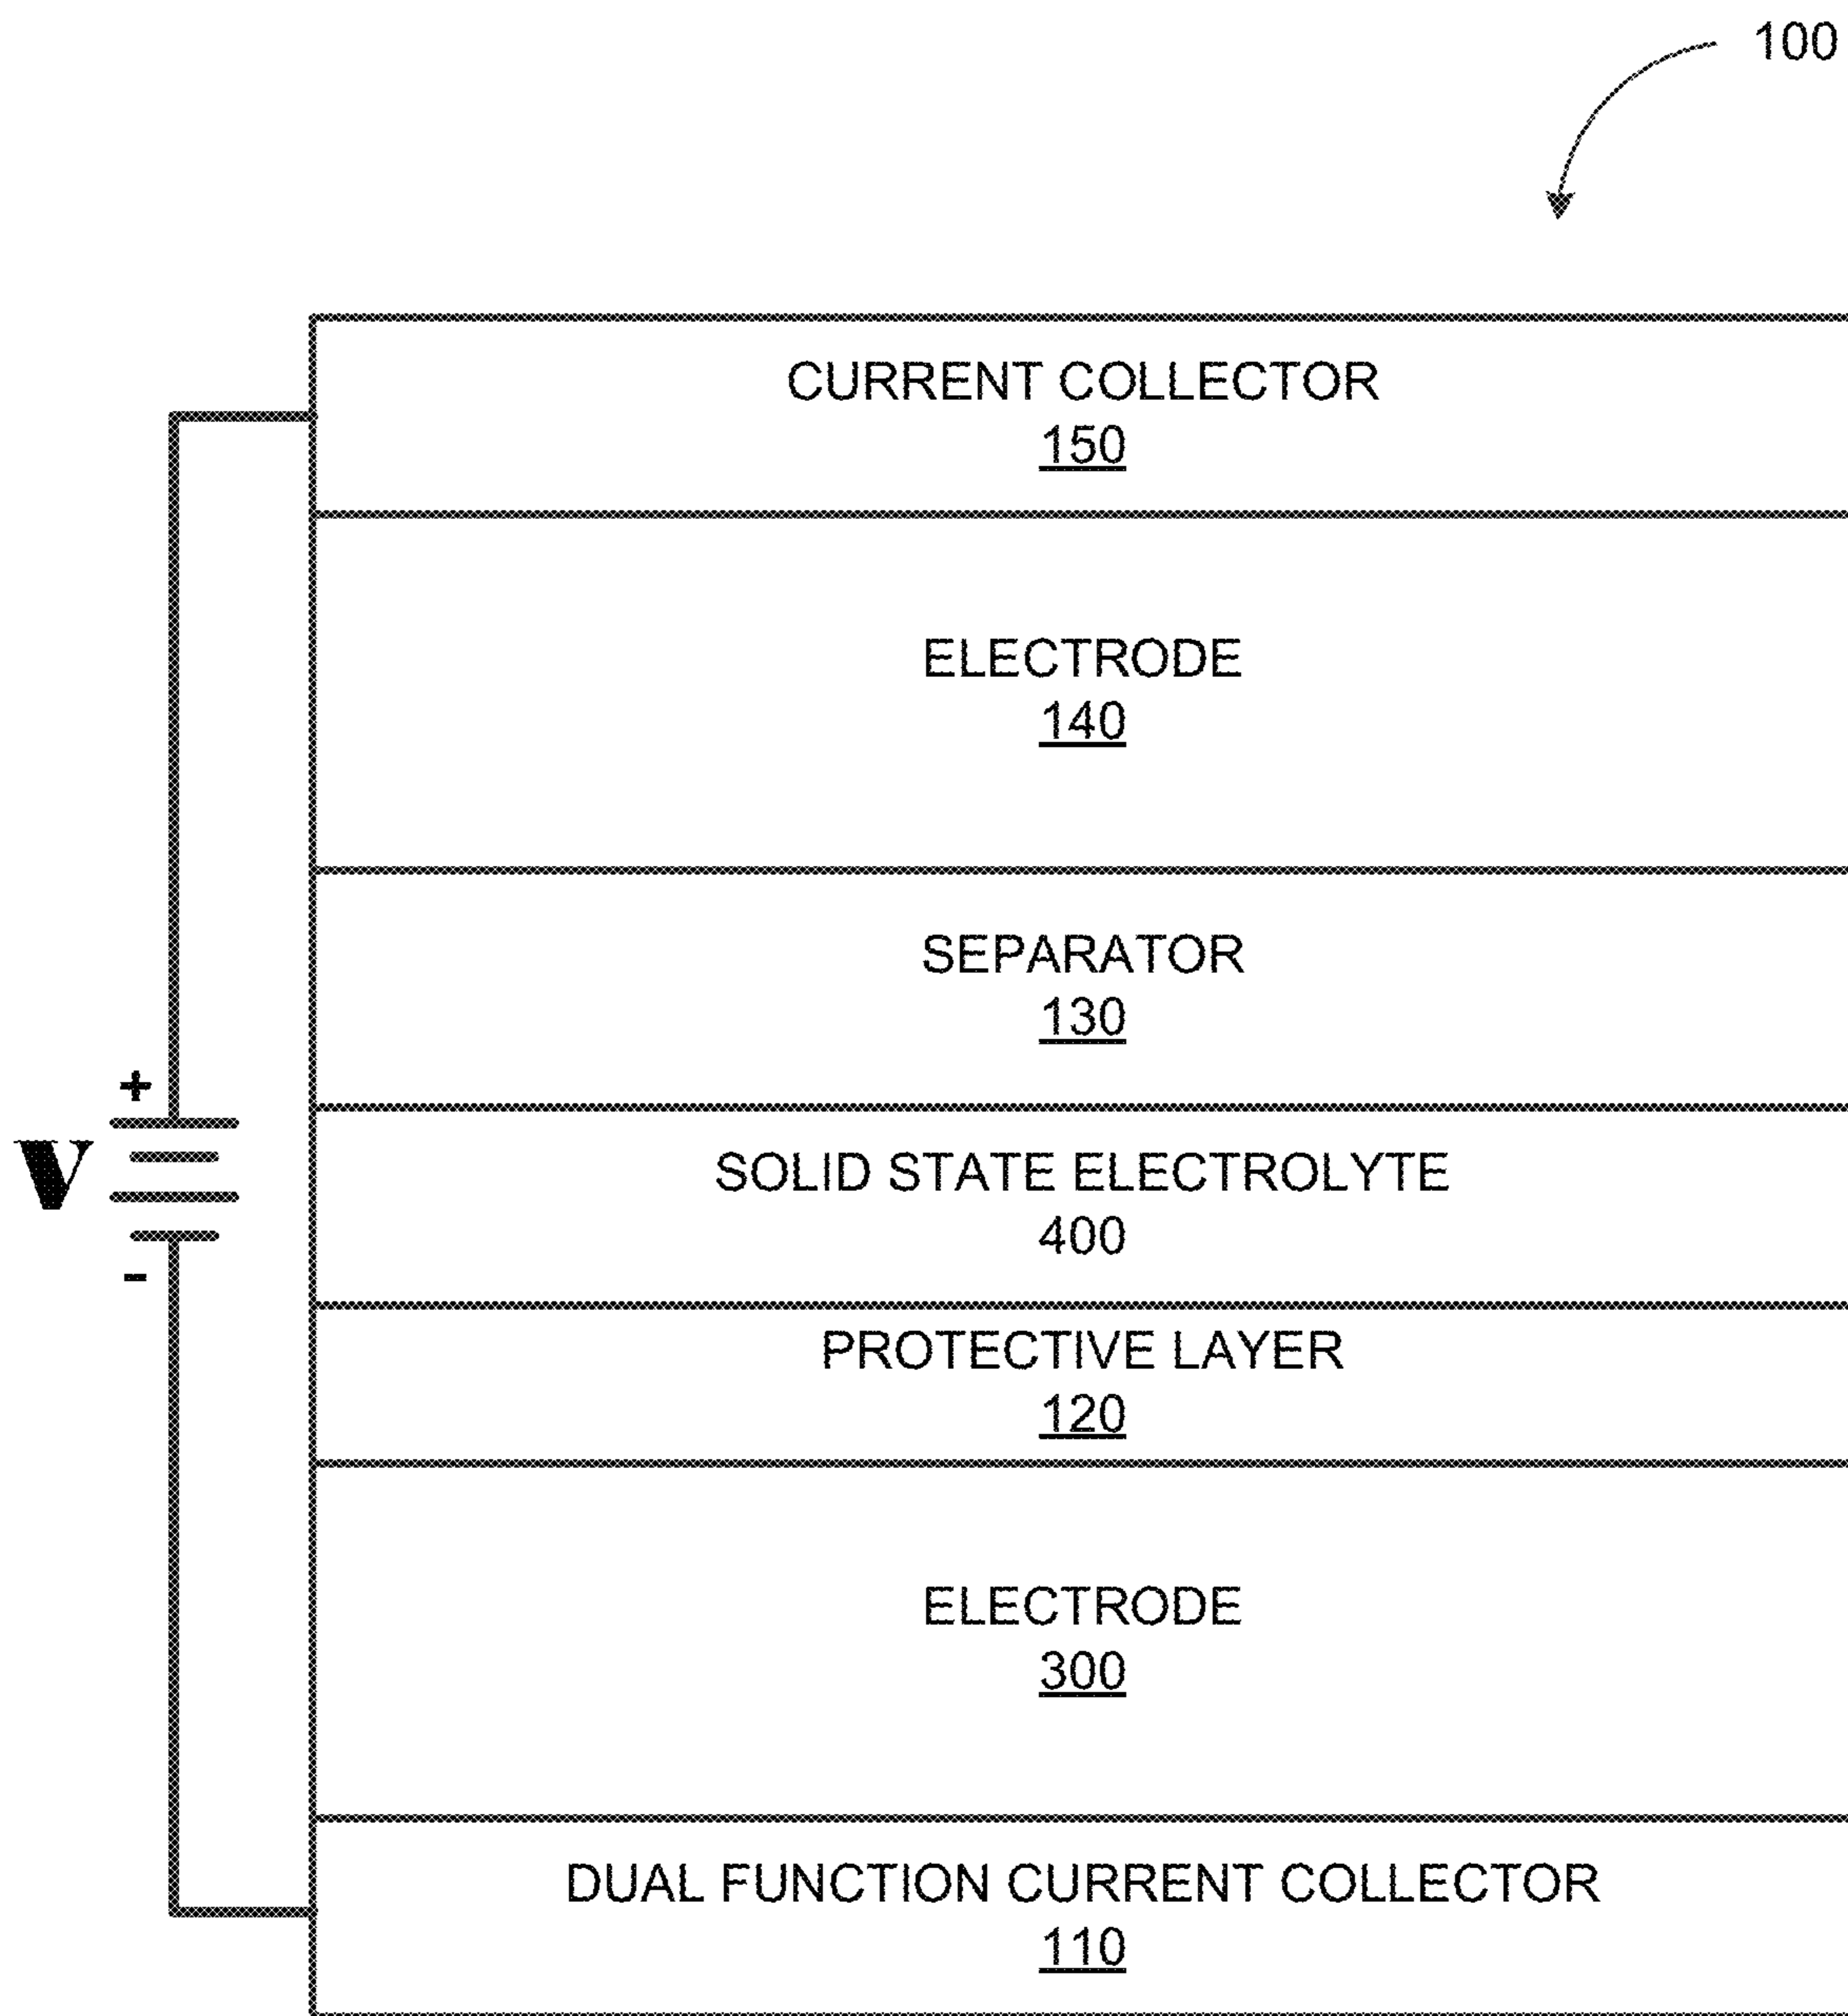 100
CURRENT COLLECTOR
150
ELECTRODE
140
SEPARATOR
130
+
V
-
SOLID STATE ELECTROLYTE
400
PROTECTIVE LAYER
120
ELECTRODE
300
DUAL FUNCTION CURRENT COLLECTOR
110